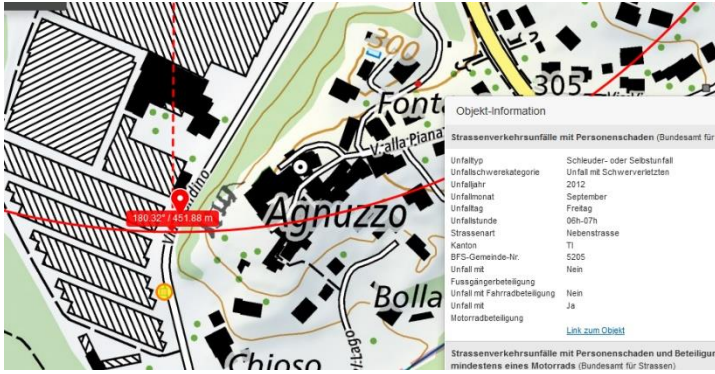 300
305
Font
V.alla Piana
180.32° / 451.88 m
Agnuzzo
Bolla
V.Lago
Chioso
Objekt-Information
Strassenverkehrsunfälle mit Personenschaden (Bundesamt für
Unfalltyp Schleuder- oder Selbstunfall
Unfallschwerekategorie Unfall mit Schwerverletzten
Unfalljahr 2012
Unfallmonat September
Unfalltag Freitag
Unfallstunde 06h-07h
Strassenart Nebenstrasse
Kanton TI
BFS-Gemeinde-Nr. 5205
Unfall mit Nein
Fussgängerbeteiligung
Unfall mit Fahrradbeteiligung Nein
Unfall mit Ja
Motorradbeteiligung
Link zum Objekt
Strassenverkehrsunfälle mit Personenschaden und Beteiligun
mindestens eines Motorrads (Bundesamt für Strassen)